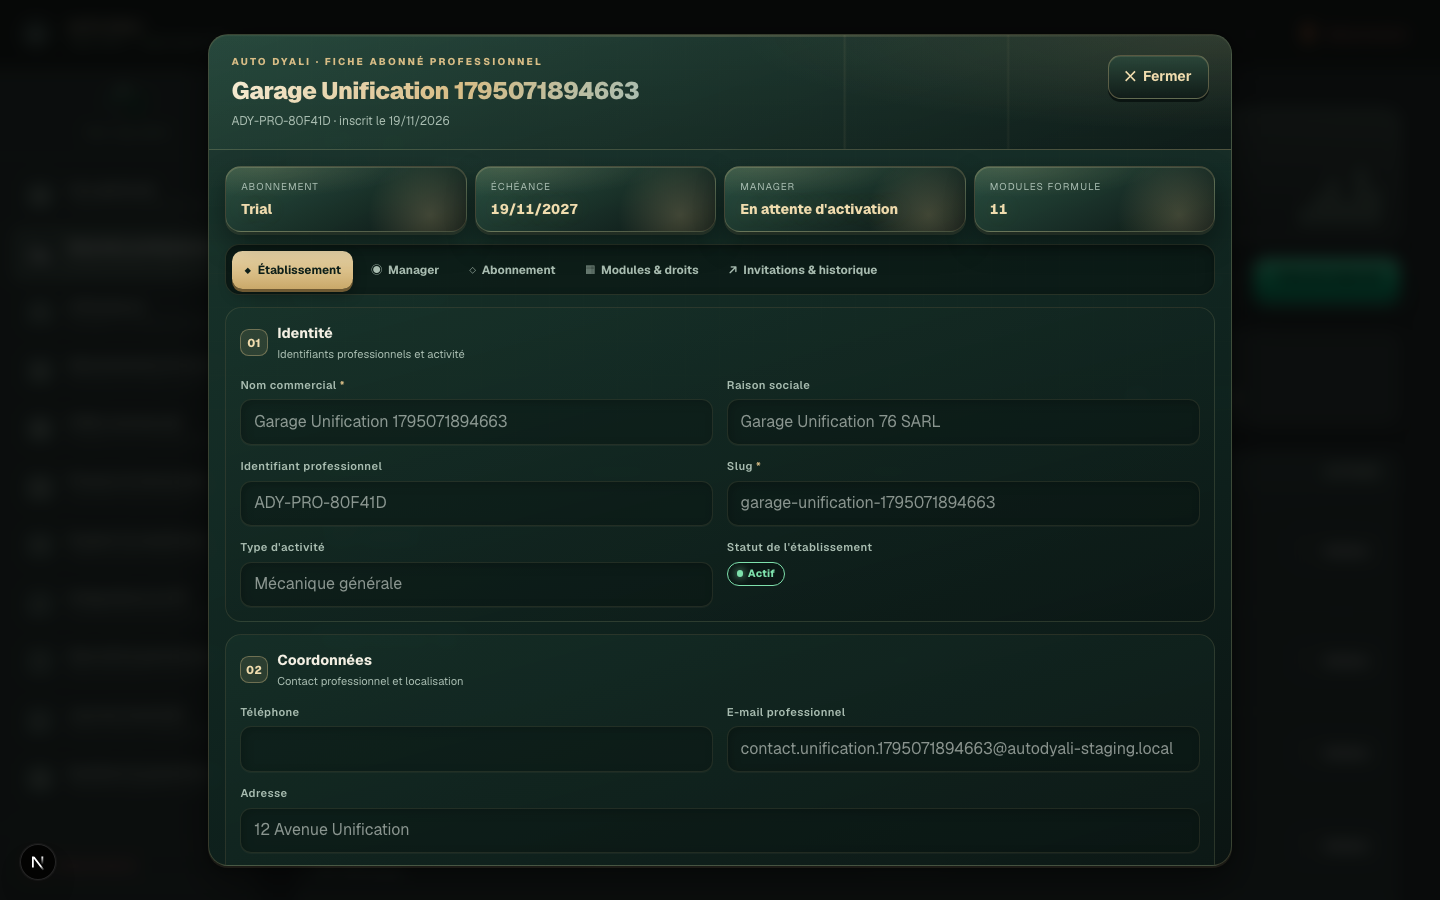 AUTO DYALI · FICHE ABONNÉ PROFESSIONNEL
Garage Unification 1795071894663
ADY-PRO-80F41D · inscrit le 19/11/2026
Fermer
ABONNEMENT
Trial
ÉCHÉANCE
19/11/2027
MANAGER
En attente d'activation
MODULES FORMULE
11
Établissement
Manager
Abonnement
Modules & droits
Invitations & historique
01
Identité
Identifiants professionnels et activité
Nom commercial *
Garage Unification 1795071894663
Raison sociale
Garage Unification 76 SARL
Identifiant professionnel
ADY-PRO-80F41D
Slug *
garage-unification-1795071894663
Type d'activité
Mécanique générale
Statut de l'établissement
Actif
02
Coordonnées
Contact professionnel et localisation
Téléphone
E-mail professionnel
contact.unification.1795071894663@autodyali-staging.local
Adresse
12 Avenue Unification
N